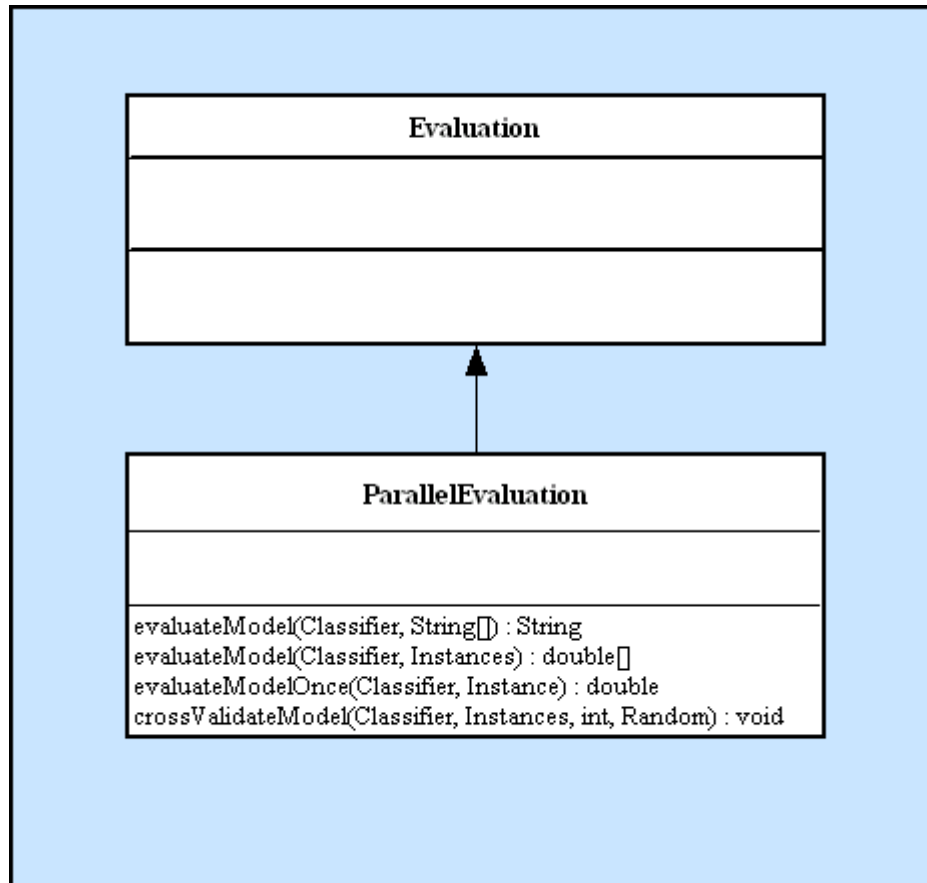 Evaluation
ParallelEvaluation
evaluateModel(Classifier, String[]) : String
evaluateModel(Classifier, Instances) : double[]
evaluateModelOnce(Classifier, Instance) : double
crossValidateModel(Classifier, Instances, int, Random) : void